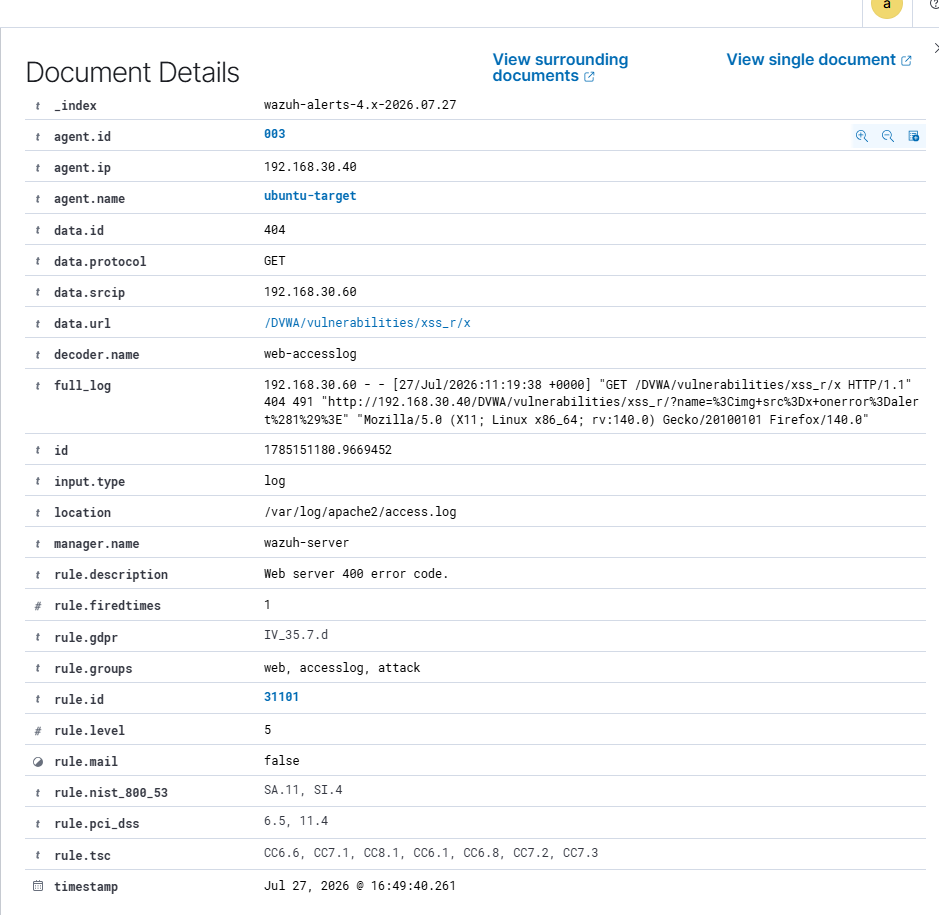 a
Document Details
View surrounding
documents
View single document
t _index wazuh-alerts-4.x-2026.07.27
t agent.id 003
t agent.ip 192.168.30.40
t agent.name ubuntu-target
t data.id 404
t data.protocol GET
t data.srcip 192.168.30.60
t data.url /DVWA/vulnerabilities/xss_r/x
t decoder.name web-accesslog
t full_log 192.168.30.60 - - [27/Jul/2026:11:19:38 +0000] "GET /DVWA/vulnerabilities/xss_r/x HTTP/1.1"
404 491 "http://192.168.30.40/DVWA/vulnerabilities/xss_r/?name=%3Cimg+src%3Dx+onerror%3Daler
t%281%29%3E" "Mozilla/5.0 (X11; Linux x86_64; rv:140.0) Gecko/20100101 Firefox/140.0"
t id 1785151180.9669452
t input.type log
t location /var/log/apache2/access.log
t manager.name wazuh-server
t rule.description Web server 400 error code.
# rule.firedtimes 1
t rule.gdpr IV_35.7.d
t rule.groups web, accesslog, attack
t rule.id 31101
# rule.level 5
rule.mail false
t rule.nist_800_53 SA.11, SI.4
t rule.pci_dss 6.5, 11.4
t rule.tsc CC6.6, CC7.1, CC8.1, CC6.1, CC6.8, CC7.2, CC7.3
timestamp Jul 27, 2026 @ 16:49:40.261